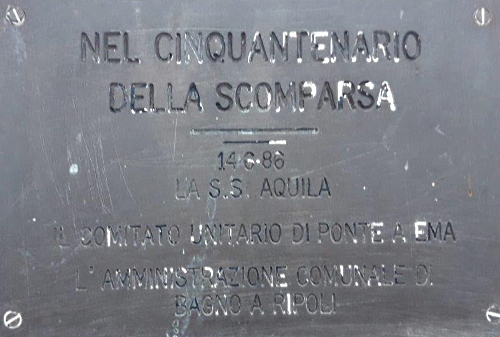 NEL CINQUANTENARIO
DELLA SCOMPARSA
14·6·86
LA S.S. AQUILA
IL COMITATO UNITARIO DI PONTE A EMA
L'AMMINISTRAZIONE COMUNALE DI
BAGNO A RIPOLI